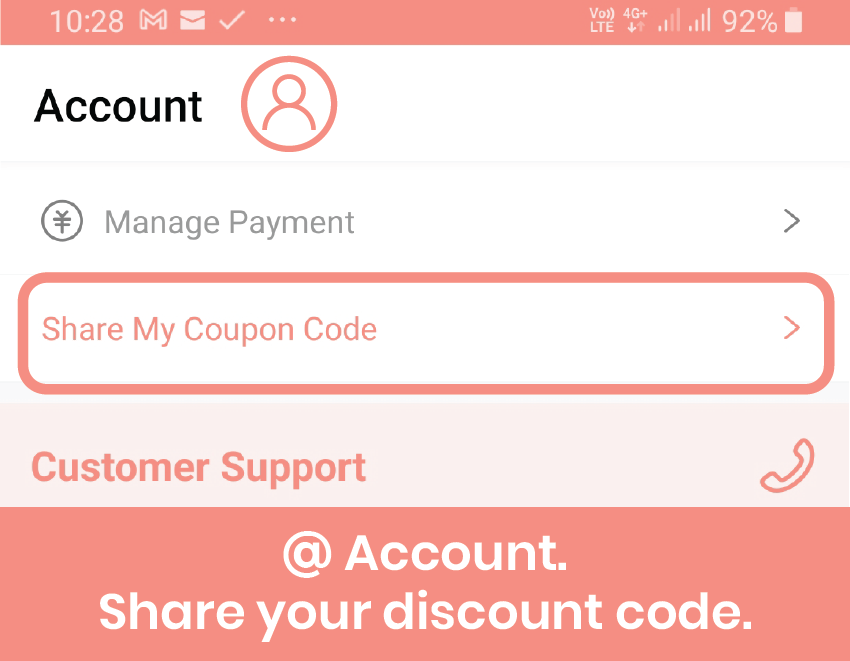 10:28 ... Vo)) LTE 4G+ 92%
Account
¥ Manage Payment
Share My Coupon Code
Customer Support
@ Account.
Share your discount code.